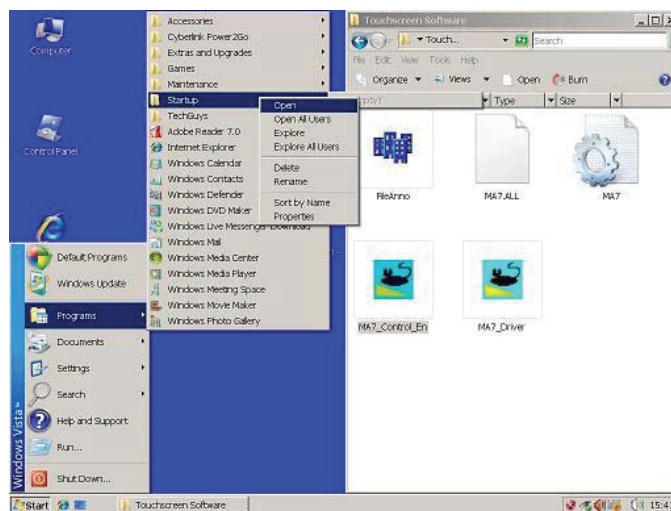 Computer
Control Panel
Accessories
Cyberlink Power2Go
Extras and Upgrades
Games
Maintenance
Startup
TechGuys
Adobe Reader 7.0
Internet Explorer
Windows Calendar
Windows Contacts
Windows Defender
Windows DVD Maker
Windows Live Messenger Download
Windows Mail
Windows Media Center
Windows Media Player
Windows Meeting Space
Windows Movie Maker
Windows Photo Gallery
Open
Open All Users
Explore
Explore All Users
Delete
Rename
Sort by Name
Properties
Default Programs
Windows Update
Programs
Documents
Settings
Search
Help and Support
Run...
Shut Down...
Windows Vista
Touchscreen Software
Touch...
Search
File Edit View Tools Help
Organize Views Open Burn
Type Size
FileAnno
MA7.ALL
MA7
MA7_Control_En
MA7_Driver
Start
Touchscreen Software